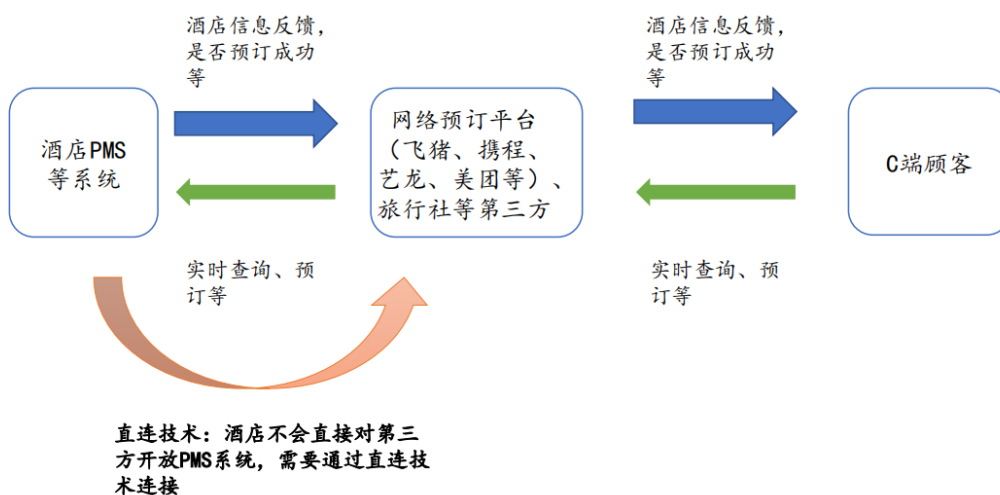 酒店信息反馈，
是否预订成功
等
酒店信息反馈，
是否预订成功
等
酒店PMS
等系统
网络预订平台
（飞猪、携程、
艺龙、美团等）、
旅行社等第三方
C端顾客
实时查询、预
订等
实时查询、预
订等
直连技术：酒店不会直接对第三
方开放PMS系统，需要通过直连技
术连接